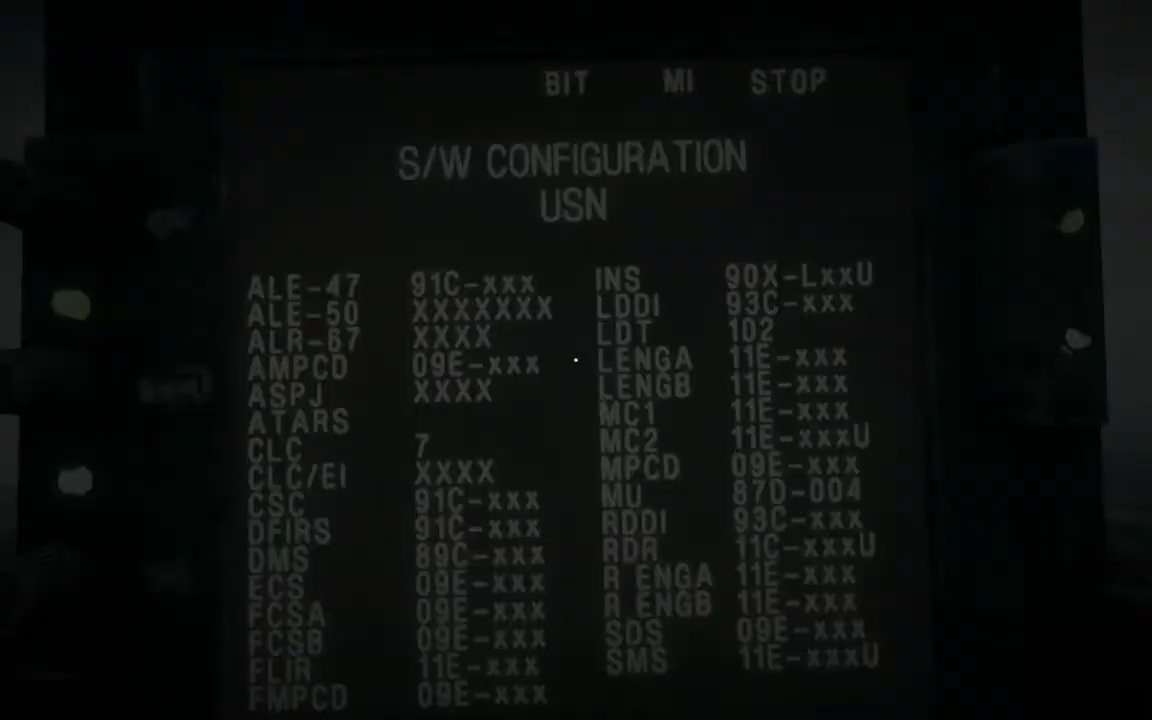 BIT MI STOP
S/W CONFIGURATION
USN
ALE-47 91C-xxx INS 90X-LxxU
ALE-50 XXXXXXX LDDI 93C-xxx
ALR-67 XXXX LDT 102
AMPCD 09E-xxx LENGA 11E-xxx
ASPJ XXXX LENGB 11E-xxx
ATARS MC1 11E-xxx
CLC 7 MC2 11E-xxxU
CLC/EI XXXX MPCD 09E-xxx
CSC 91C-xxx MU 87D-004
DFIRS 91C-xxx RDDI 93C-xxx
DMS 89C-xxx RDR 11C-xxxU
ECS 09E-xxx R ENGA 11E-xxx
FCSA 09E-xxx R ENGB 11E-xxx
FCSB 09E-xxx SDS 09E-xxx
FLIR 11E-xxx SMS 11E-xxxU
FMPCD 09E-xxx